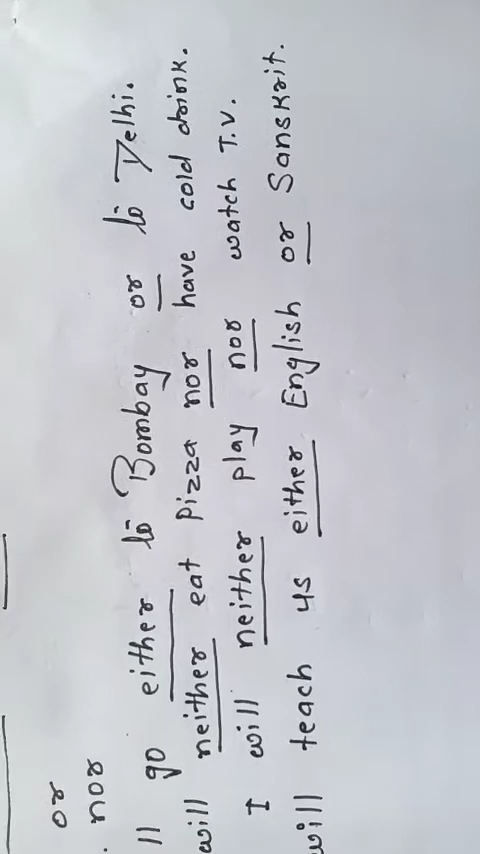 or
nor
ll go either to Bombay or to Delhi.
will neither eat pizza nor have cold drink.
I will neither play nor watch T.V.
will teach us either English or Sanskrit.